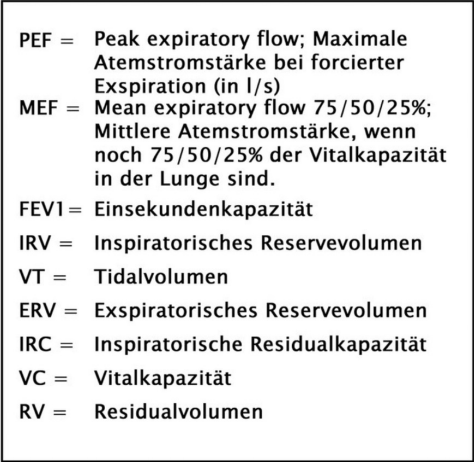 PEF = Peak expiratory flow; Maximale
Atemstromstärke bei forcierter
Exspiration (in l/s)
MEF = Mean expiratory flow 75/50/25%;
Mittlere Atemstromstärke, wenn
noch 75/50/25% der Vitalkapazität
in der Lunge sind.
FEV1= Einsekundenkapazität
IRV = Inspiratorisches Reservevolumen
VT = Tidalvolumen
ERV = Exspiratorisches Reservevolumen
IRC = Inspiratorische Residualkapazität
VC = Vitalkapazität
RV = Residualvolumen